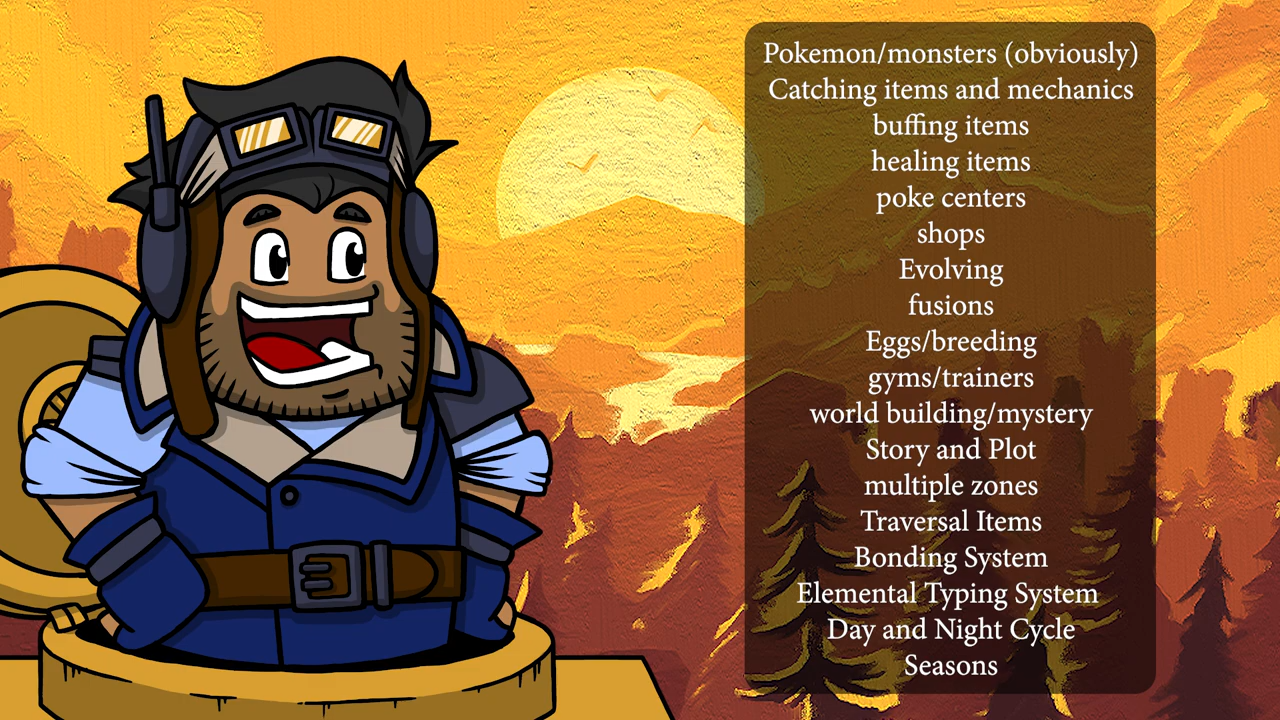 Pokemon/monsters (obviously)
Catching items and mechanics
buffing items
healing items
poke centers
shops
Evolving
fusions
Eggs/breeding
gyms/trainers
world building/mystery
Story and Plot
multiple zones
Traversal Items
Bonding System
Elemental Typing System
Day and Night Cycle
Seasons